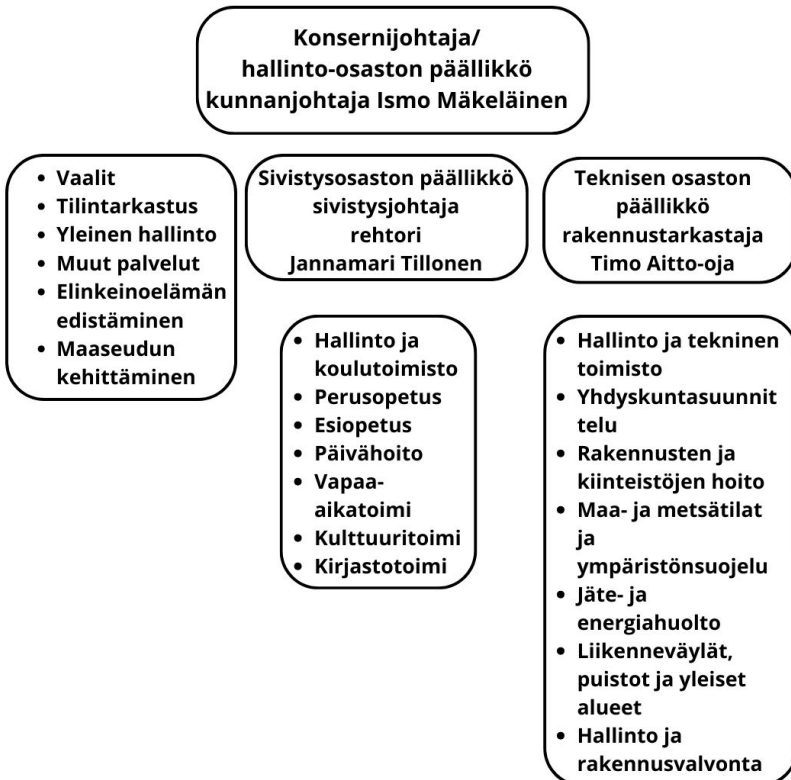 Konsernijohtaja/
hallinto-osaston päällikkö
kunnanjohtaja Ismo Mäkeläinen
• Vaalit
• Tilintarkastus
• Yleinen hallinto
• Muut palvelut
• Elinkeinoelämän
edistäminen
• Maaseudun
kehittäminen
Sivistysosaston päällikkö
sivistysjohtaja
rehtori
Jannamari Tillonen
• Hallinto ja
koulutoimisto
• Perusopetus
• Esiopetus
• Päivähoito
• Vapaa-
aikatoimi
• Kulttuuritoimi
• Kirjastotoimi
Teknisen osaston
päällikkö
rakennustarkastaja
Timo Aitto-oja
• Hallinto ja tekninen
toimisto
• Yhdyskuntasuunnit
telu
• Rakennusten ja
kiinteistöjen hoito
• Maa- ja metsätilat
ja
ympäristönsuojelu
• Jäte- ja
energiahuolto
• Liikenneväylät,
puistot ja yleiset
alueet
• Hallinto ja
rakennusvalvonta